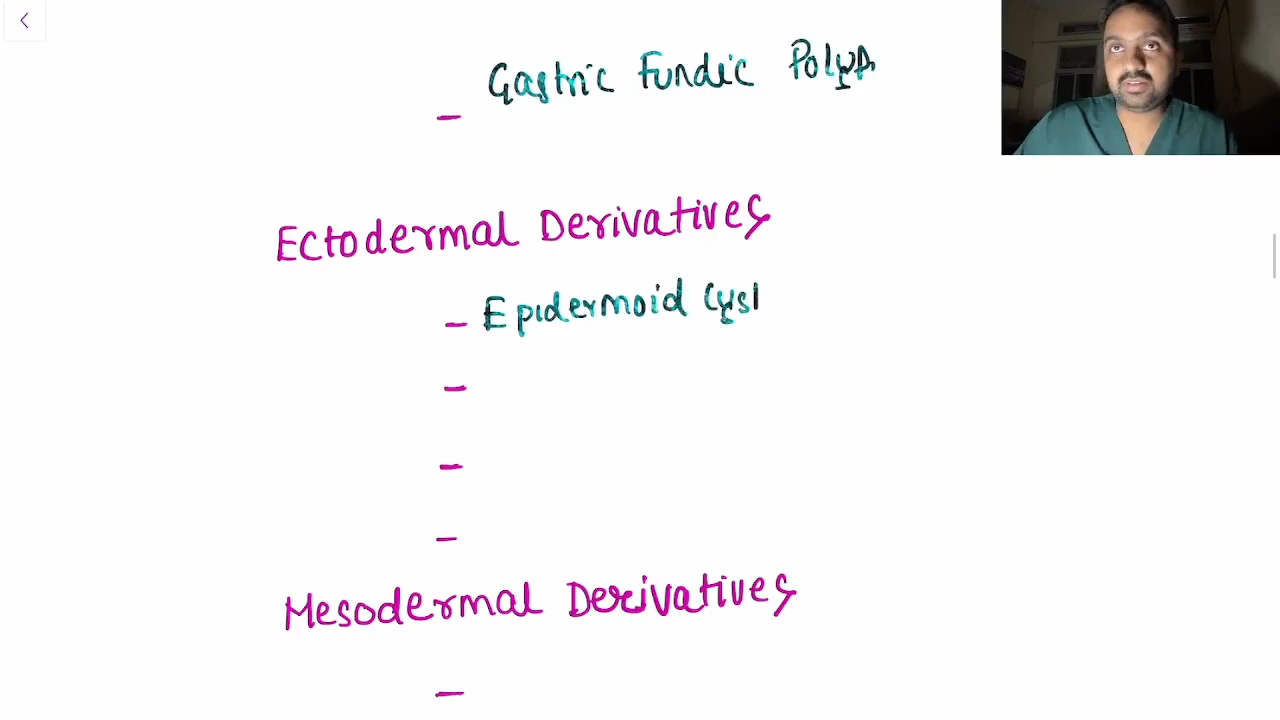 Gastric Fundic Polyp
-
Ectodermal Derivatives
- Epidermoid Cyst
-
-
-
Mesodermal Derivatives
-